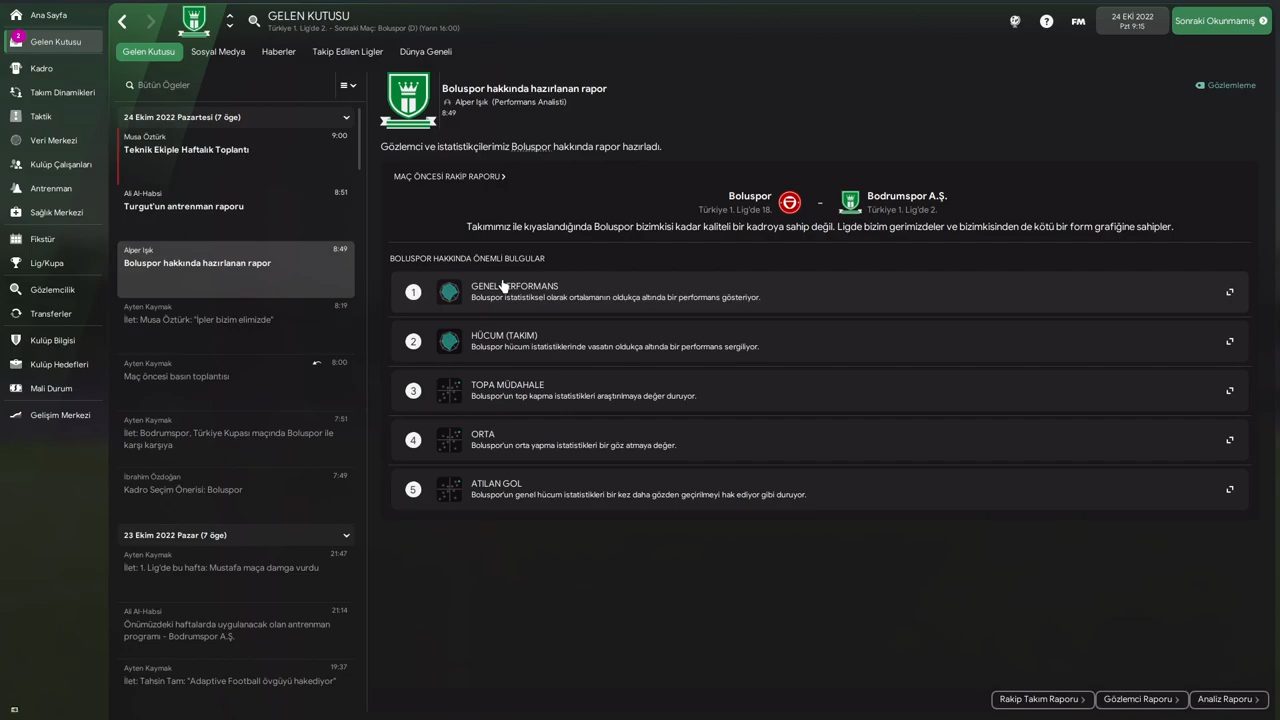 Ana Sayfa
2
Gelen Kutusu
Kadro
Takım Dinamikleri
Taktik
Veri Merkezi
Kulüp Çalışanları
Antrenman
Sağlık Merkezi
Fikstür
Lig/Kupa
Gözlemcilik
Transferler
Kulüp Bilgisi
Kulüp Hedefleri
Mali Durum
Gelişim Merkezi
GELEN KUTUSU
Türkiye 1. Lig'de 2. - Sonraki Maç: Boluspor (D) (Yarın 16:00)
?
FM
24 EKİ 2022
Pzt 9:15
Sonraki Okunmamış
Gelen Kutusu
Sosyal Medya
Haberler
Takip Edilen Ligler
Dünya Geneli
Bütün Ögeler
24 Ekim 2022 Pazartesi (7 öge)
Musa Öztürk 9:00
Teknik Ekiple Haftalık Toplantı
Ali Al-Habsi 8:51
Turgut'un antrenman raporu
Alper Işık 8:49
Boluspor hakkında hazırlanan rapor
Ayten Kaymak 8:19
İlet: Musa Öztürk: "İpler bizim elimizde"
Ayten Kaymak 8:00
Maç öncesi basın toplantısı
Ayten Kaymak 7:51
İlet: Bodrumspor, Türkiye Kupası maçında Boluspor ile
karşı karşıya
İbrahim Özdoğan 7:49
Kadro Seçim Önerisi: Boluspor
23 Ekim 2022 Pazar (7 öge)
Ayten Kaymak 21:47
İlet: 1. Lig'de bu hafta: Mustafa maça damga vurdu
Ali Al-Habsi 21:14
Önümüzdeki haftalarda uygulanacak olan antrenman
programı - Bodrumspor A.Ş.
Ayten Kaymak 19:37
İlet: Tahsin Tam: "Adaptive Football övgüyü hakediyor"
Boluspor hakkında hazırlanan rapor
Alper Işık (Performans Analisti)
8:49
Gözlemleme
Gözlemci ve istatistikçilerimiz Boluspor hakkında rapor hazırladı.
MAÇ ÖNCESİ RAKİP RAPORU
Boluspor
Türkiye 1. Lig'de 18.
-
Bodrumspor A.Ş.
Türkiye 1. Lig'de 2.
Takımımız ile kıyaslandığında Boluspor bizimkisi kadar kaliteli bir kadroya sahip değil. Ligde bizim gerimizdeler ve bizimkisinden de kötü bir form grafiğine sahipler.
BOLUSPOR HAKKINDA ÖNEMLİ BULGULAR
1
GENEL PERFORMANS
Boluspor istatistiksel olarak ortalamanın oldukça altında bir performans gösteriyor.
2
HÜCUM (TAKIM)
Boluspor hücum istatistiklerinde vasatın oldukça altında bir performans sergiliyor.
3
TOPA MÜDAHALE
Boluspor'un top kapma istatistikleri araştırılmaya değer duruyor.
4
ORTA
Boluspor'un orta yapma istatistikleri bir göz atmaya değer.
5
ATILAN GOL
Boluspor'un genel hücum istatistikleri bir kez daha gözden geçirilmeyi hak ediyor gibi duruyor.
Rakip Takım Raporu
Gözlemci Raporu
Analiz Raporu